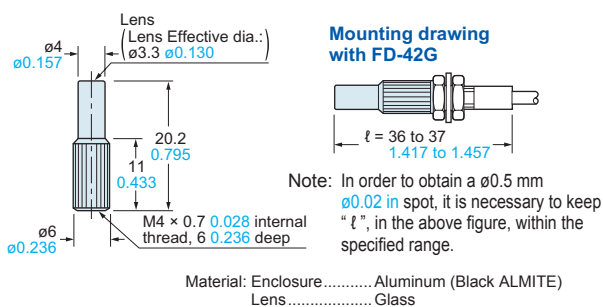 Lens
(Lens Effective dia.:
ø3.3 ø0.130)
ø4
ø0.157
20.2
0.795
11
0.433
ø6
ø0.236
M4 × 0.7 0.028 internal
thread, 6 0.236 deep
Mounting drawing
with FD-42G
ℓ = 36 to 37
1.417 to 1.457
Note: In order to obtain a ø0.5 mm
ø0.02 in spot, it is necessary to keep
“ ℓ ”, in the above figure, within the
specified range.
Material: Enclosure...........Aluminum (Black ALMITE)
Lens...................Glass